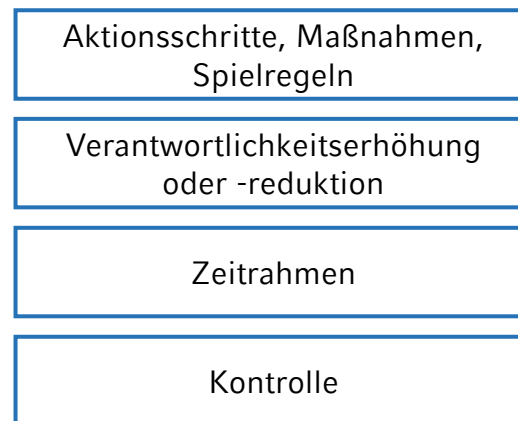 Aktionsschritte, Maßnahmen,
Spielregeln
Verantwortlichkeitserhöhung
oder -reduktion
Zeitrahmen
Kontrolle